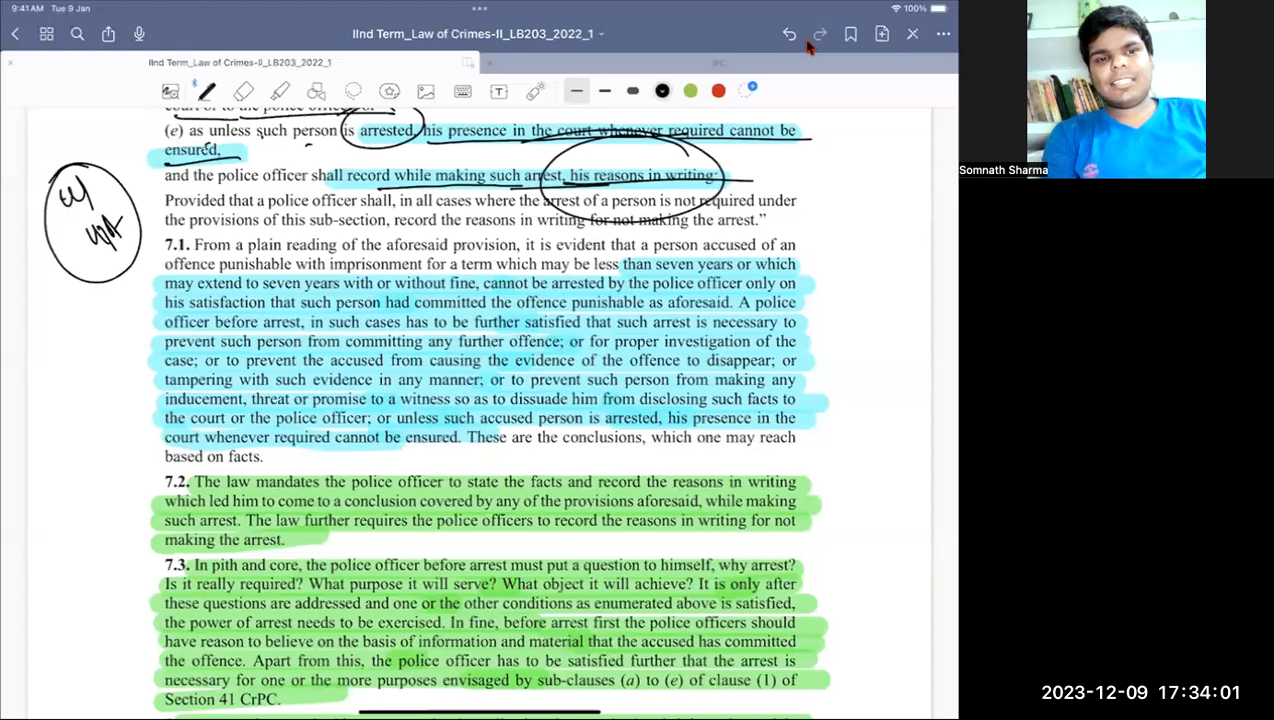 9:41 AM Tue 9 Jan
100%
IInd Term_Law of Crimes-II_LB203_2022_1
IInd Term_Law of Crimes-II_LB203_2022_1
IPC
court or to the police officer or
(e) as unless such person is arrested, his presence in the court whenever required cannot be
ensured,
and the police officer shall record while making such arrest, his reasons in writing:
Provided that a police officer shall, in all cases where the arrest of a person is not required under
the provisions of this sub-section, record the reasons in writing for not making the arrest.”
7.1. From a plain reading of the aforesaid provision, it is evident that a person accused of an
offence punishable with imprisonment for a term which may be less than seven years or which
may extend to seven years with or without fine, cannot be arrested by the police officer only on
his satisfaction that such person had committed the offence punishable as aforesaid. A police
officer before arrest, in such cases has to be further satisfied that such arrest is necessary to
prevent such person from committing any further offence; or for proper investigation of the
case; or to prevent the accused from causing the evidence of the offence to disappear; or
tampering with such evidence in any manner; or to prevent such person from making any
inducement, threat or promise to a witness so as to dissuade him from disclosing such facts to
the court or the police officer; or unless such accused person is arrested, his presence in the
court whenever required cannot be ensured. These are the conclusions, which one may reach
based on facts.
7.2. The law mandates the police officer to state the facts and record the reasons in writing
which led him to come to a conclusion covered by any of the provisions aforesaid, while making
such arrest. The law further requires the police officers to record the reasons in writing for not
making the arrest.
7.3. In pith and core, the police officer before arrest must put a question to himself, why arrest?
Is it really required? What purpose it will serve? What object it will achieve? It is only after
these questions are addressed and one or the other conditions as enumerated above is satisfied,
the power of arrest needs to be exercised. In fine, before arrest first the police officers should
have reason to believe on the basis of information and material that the accused has committed
the offence. Apart from this, the police officer has to be satisfied further that the arrest is
necessary for one or the more purposes envisaged by sub-clauses (a) to (e) of clause (1) of
Section 41 CrPC.
Somnath Sharma
2023-12-09 17:34:01